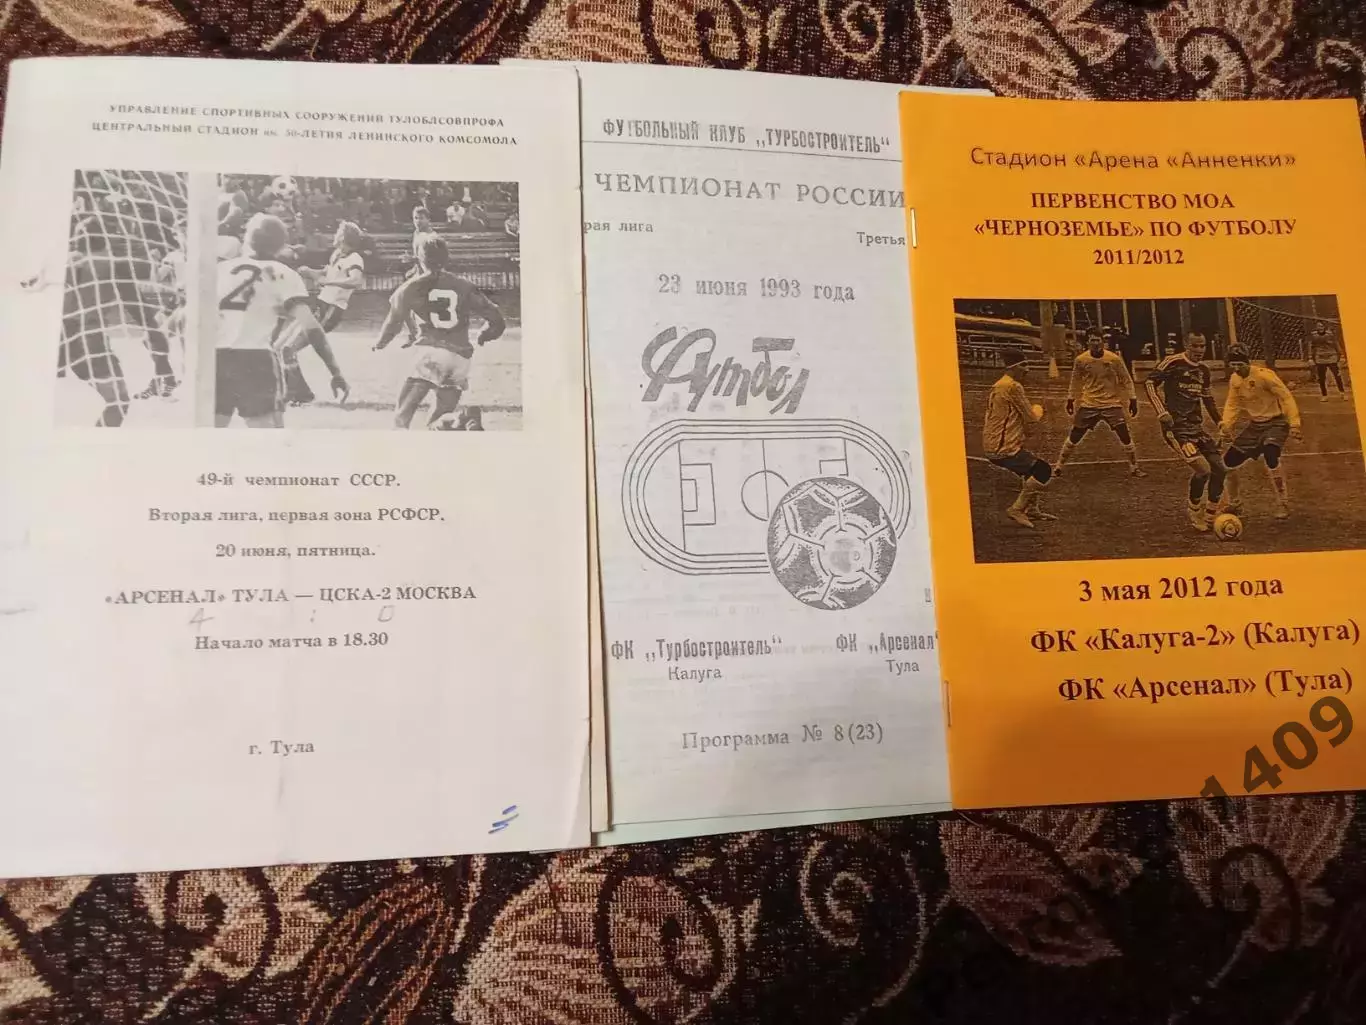 УПРАВЛЕНИЕ СПОРТИВНЫХ СООРУЖЕНИЙ ТУЛОБЛСОВПРОФА
ЦЕНТРАЛЬНЫЙ СТАДИОН им. 50-ЛЕТИЯ ЛЕНИНСКОГО КОМСОМОЛА
2
3
49-й чемпионат СССР.
Вторая лига, первая зона РСФСР.
20 июня, пятница.
«АРСЕНАЛ» ТУЛА — ЦСКА-2 МОСКВА
4 : 0
Начало матча в 18.30
г. Тула
ФУТБОЛЬНЫЙ КЛУБ „ТУРБОСТРОИТЕЛЬ"
ЧЕМПИОНАТ РОССИИ
рая лига
Третья
23 июня 1993 года
Футбол
ФК „Турбостроитель"
Калуга
ФК „Арсенал"
Тула
Программа № 8 (23)
Стадион «Арена «Анненки»
ПЕРВЕНСТВО МОА
«ЧЕРНОЗЕМЬЕ» ПО ФУТБОЛУ
2011/2012
10
3 мая 2012 года
ФК «Калуга-2» (Калуга)
ФК «Арсенал» (Тула)
1409